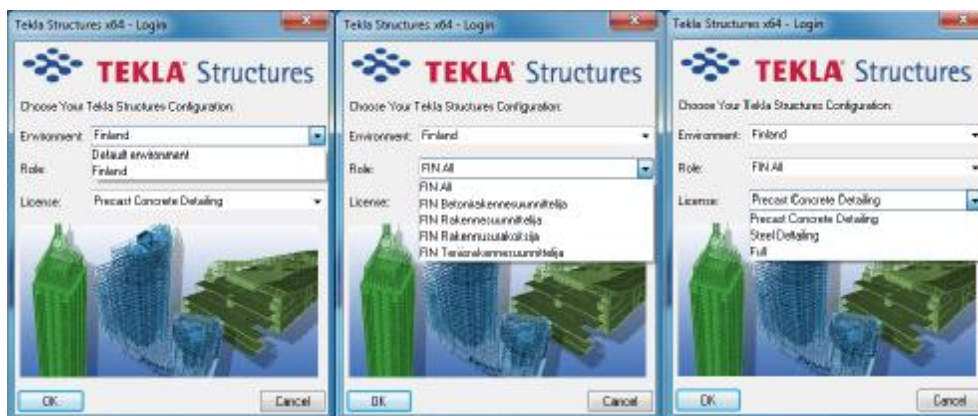 Tekla Structures x64 - Login
TEKLA Structures
Choose Your Tekla Structures Configuration:
Environment: Finland
Default environment
Finland
Role:
License: Precast Concrete Detailing
OK Cancel
Tekla Structures x64 - Login
TEKLA Structures
Choose Your Tekla Structures Configuration:
Environment: Finland
Role: FIN All
FIN All
FIN Betonirakennesuunnittelija
FIN Rakennesuunnittelija
FIN Rakennusurakoitsija
FIN Teräsrakennesuunnittelija
License:
OK Cancel
Tekla Structures x64 - Login
TEKLA Structures
Choose Your Tekla Structures Configuration:
Environment: Finland
Role: FIN All
License: Precast Concrete Detailing
Precast Concrete Detailing
Steel Detailing
Full
OK Cancel